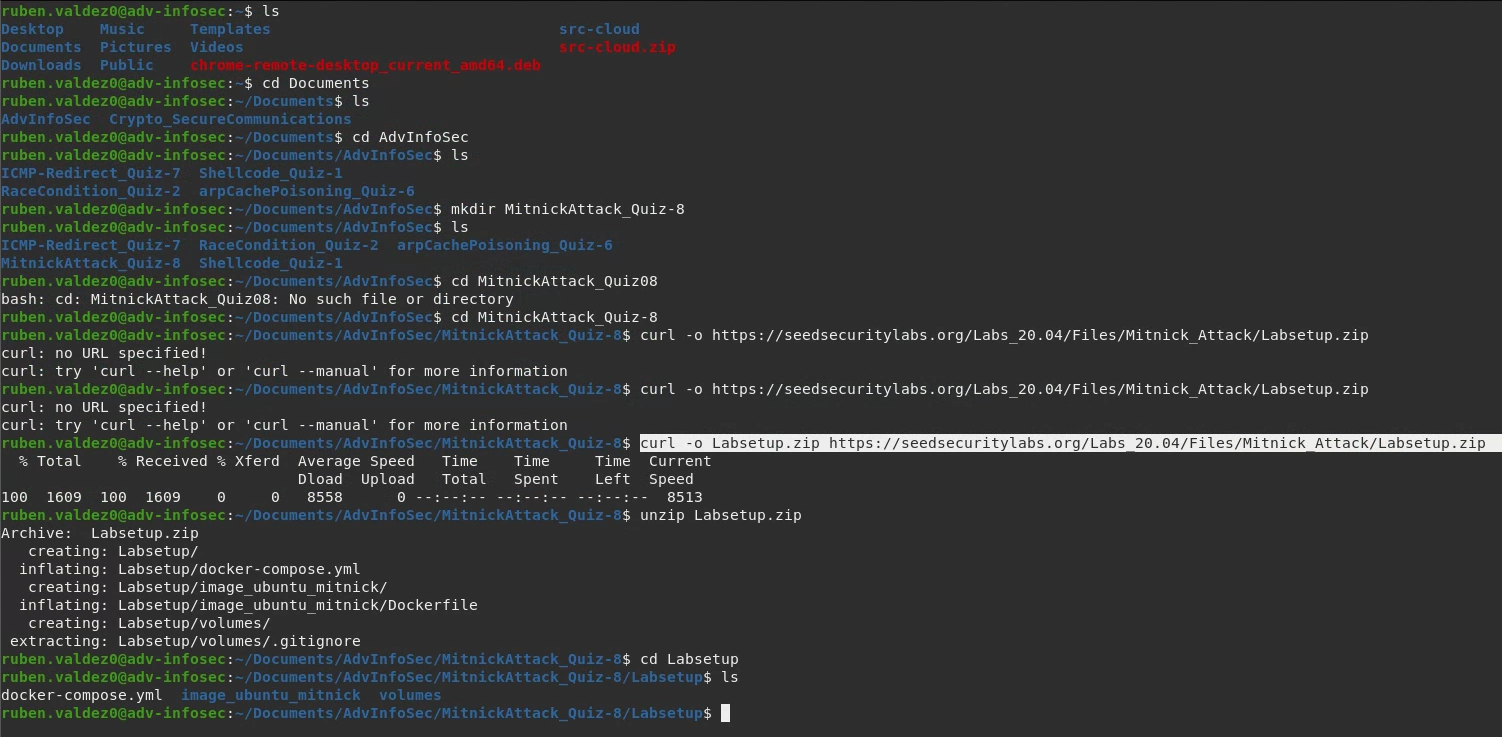 ruben.valdez0@adv-infosec:~$ ls
Desktop    Music     Templates                                src-cloud
Documents  Pictures  Videos                                   src-cloud.zip
Downloads  Public    chrome-remote-desktop_current_amd64.deb
ruben.valdez0@adv-infosec:~$ cd Documents
ruben.valdez0@adv-infosec:~/Documents$ ls
AdvInfoSec  Crypto_SecureCommunications
ruben.valdez0@adv-infosec:~/Documents$ cd AdvInfoSec
ruben.valdez0@adv-infosec:~/Documents/AdvInfoSec$ ls
ICMP-Redirect_Quiz-7  Shellcode_Quiz-1
RaceCondition_Quiz-2  arpCachePoisoning_Quiz-6
ruben.valdez0@adv-infosec:~/Documents/AdvInfoSec$ mkdir MitnickAttack_Quiz-8
ruben.valdez0@adv-infosec:~/Documents/AdvInfoSec$ ls
ICMP-Redirect_Quiz-7  RaceCondition_Quiz-2  arpCachePoisoning_Quiz-6
MitnickAttack_Quiz-8  Shellcode_Quiz-1
ruben.valdez0@adv-infosec:~/Documents/AdvInfoSec$ cd MitnickAttack_Quiz08
bash: cd: MitnickAttack_Quiz08: No such file or directory
ruben.valdez0@adv-infosec:~/Documents/AdvInfoSec$ cd MitnickAttack_Quiz-8
ruben.valdez0@adv-infosec:~/Documents/AdvInfoSec/MitnickAttack_Quiz-8$ curl -o https://seedsecuritylabs.org/Labs_20.04/Files/Mitnick_Attack/Labsetup.zip
curl: no URL specified!
curl: try 'curl --help' or 'curl --manual' for more information
ruben.valdez0@adv-infosec:~/Documents/AdvInfoSec/MitnickAttack_Quiz-8$ curl -o https://seedsecuritylabs.org/Labs_20.04/Files/Mitnick_Attack/Labsetup.zip
curl: no URL specified!
curl: try 'curl --help' or 'curl --manual' for more information
ruben.valdez0@adv-infosec:~/Documents/AdvInfoSec/MitnickAttack_Quiz-8$ curl -o Labsetup.zip https://seedsecuritylabs.org/Labs_20.04/Files/Mitnick_Attack/Labsetup.zip
  % Total    % Received % Xferd  Average Speed   Time    Time     Time  Current
                                 Dload  Upload   Total   Spent    Left  Speed
100  1609  100  1609    0     0   8558      0 --:--:-- --:--:-- --:--:--  8513
ruben.valdez0@adv-infosec:~/Documents/AdvInfoSec/MitnickAttack_Quiz-8$ unzip Labsetup.zip
Archive:  Labsetup.zip
   creating: Labsetup/
  inflating: Labsetup/docker-compose.yml
   creating: Labsetup/image_ubuntu_mitnick/
  inflating: Labsetup/image_ubuntu_mitnick/Dockerfile
   creating: Labsetup/volumes/
 extracting: Labsetup/volumes/.gitignore
ruben.valdez0@adv-infosec:~/Documents/AdvInfoSec/MitnickAttack_Quiz-8$ cd Labsetup
ruben.valdez0@adv-infosec:~/Documents/AdvInfoSec/MitnickAttack_Quiz-8/Labsetup$ ls
docker-compose.yml  image_ubuntu_mitnick  volumes
ruben.valdez0@adv-infosec:~/Documents/AdvInfoSec/MitnickAttack_Quiz-8/Labsetup$